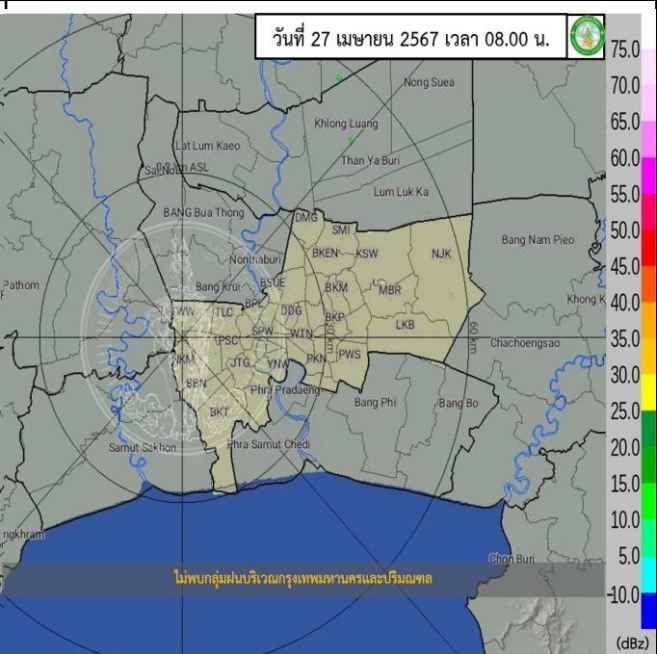 วันที่ 27 เมษายน 2567 เวลา 08.00 น.
75.0
70.0
65.0
60.0
55.0
50.0
45.0
40.0
35.0
30.0
25.0
20.0
15.0
10.0
5.0
-10.0
(dBz)
Nong Suea
Khlong Luang
Lat Lum Kaeo
Than Ya Buri
km ASL
Lum Luk Ka
BANG Bua Thong
DMG
SMI
BKEN KSW NJK
Bang Nam Pieo
Nonthaburi
Pathom
Bang Krui
BSUE
BKM
MBR
Khong K
BPL
TLC
DDG
BKP
LKB
PSC
SPW
WTN
30 km
60 km
Chachoengsao
NKM
JTG
YNW
PKN
PWS
BBN
Phra Pradaeng
BKT
Bang Phi
Bang Bo
Samut Sakhon
Phra Samut Chedi
ngkhram
Chon Buri
ไม่พบกลุ่มฝนบริเวณกรุงเทพมหานครและปริมณฑล